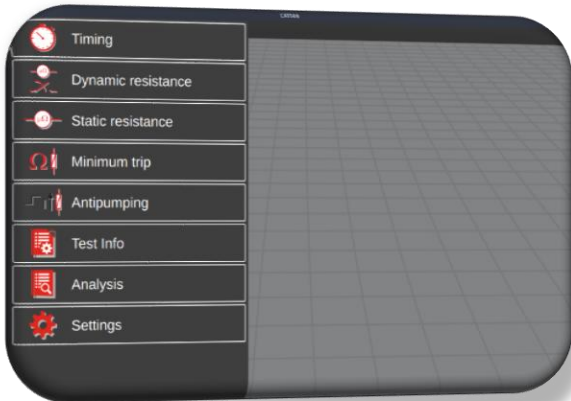 Timing
Dynamic resistance
Static resistance
Minimum trip
Antipumping
Test Info
Analysis
Settings